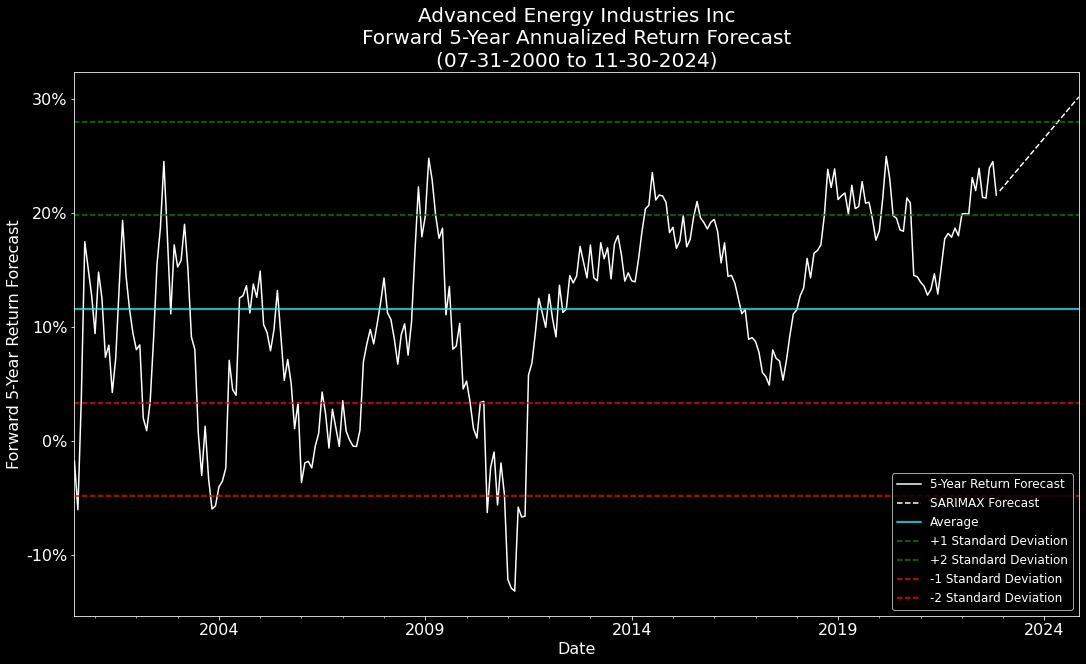 Advanced Energy Industries Inc
Forward 5-Year Annualized Return Forecast
(07-31-2000 to 11-30-2024)
Forward 5-Year Return Forecast
30%
20%
10%
0%
-10%
5-Year Return Forecast
SARIMAX Forecast
Average
+1 Standard Deviation
+2 Standard Deviation
-1 Standard Deviation
-2 Standard Deviation
2004 2009 2014 2019 2024
Date